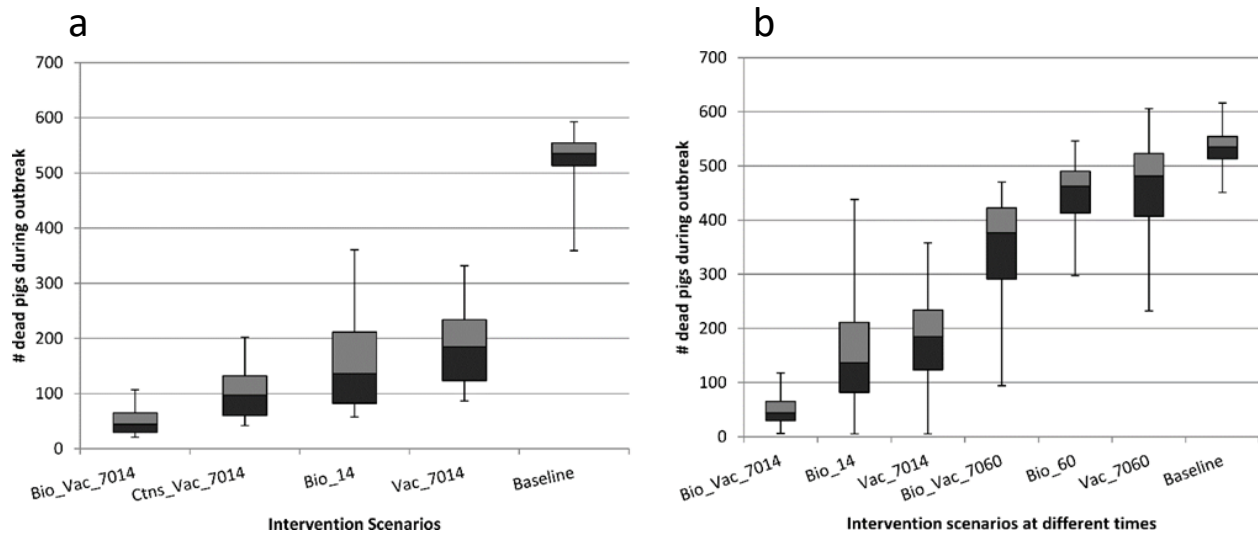 a
700
600
500
400
300
200
100
0
# dead pigs during outbreak
Bio_Vac_7014
Ctns_Vac_7014
Bio_14
Vac_7014
Baseline
Intervention Scenarios
b
700
600
500
400
300
200
100
0
# dead pigs during outbreak
Bio_Vac_7014
Bio_14
Vac_7014
Bio_Vac_7060
Bio_60
Vac_7060
Baseline
Intervention scenarios at different times